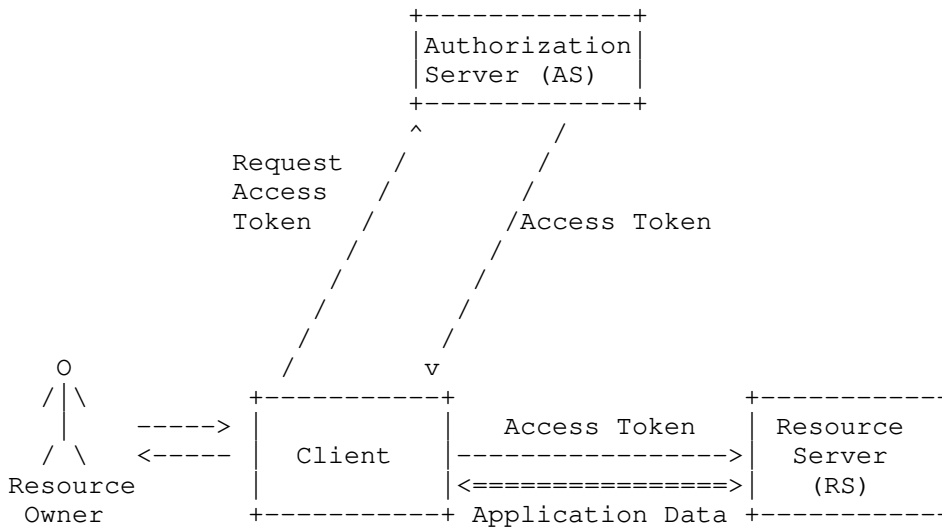 Authorization
Server (AS)
Request
Access
Token
Access Token
Access Token
Resource
Client
Server
Resource
(RS)
Owner
Application Data